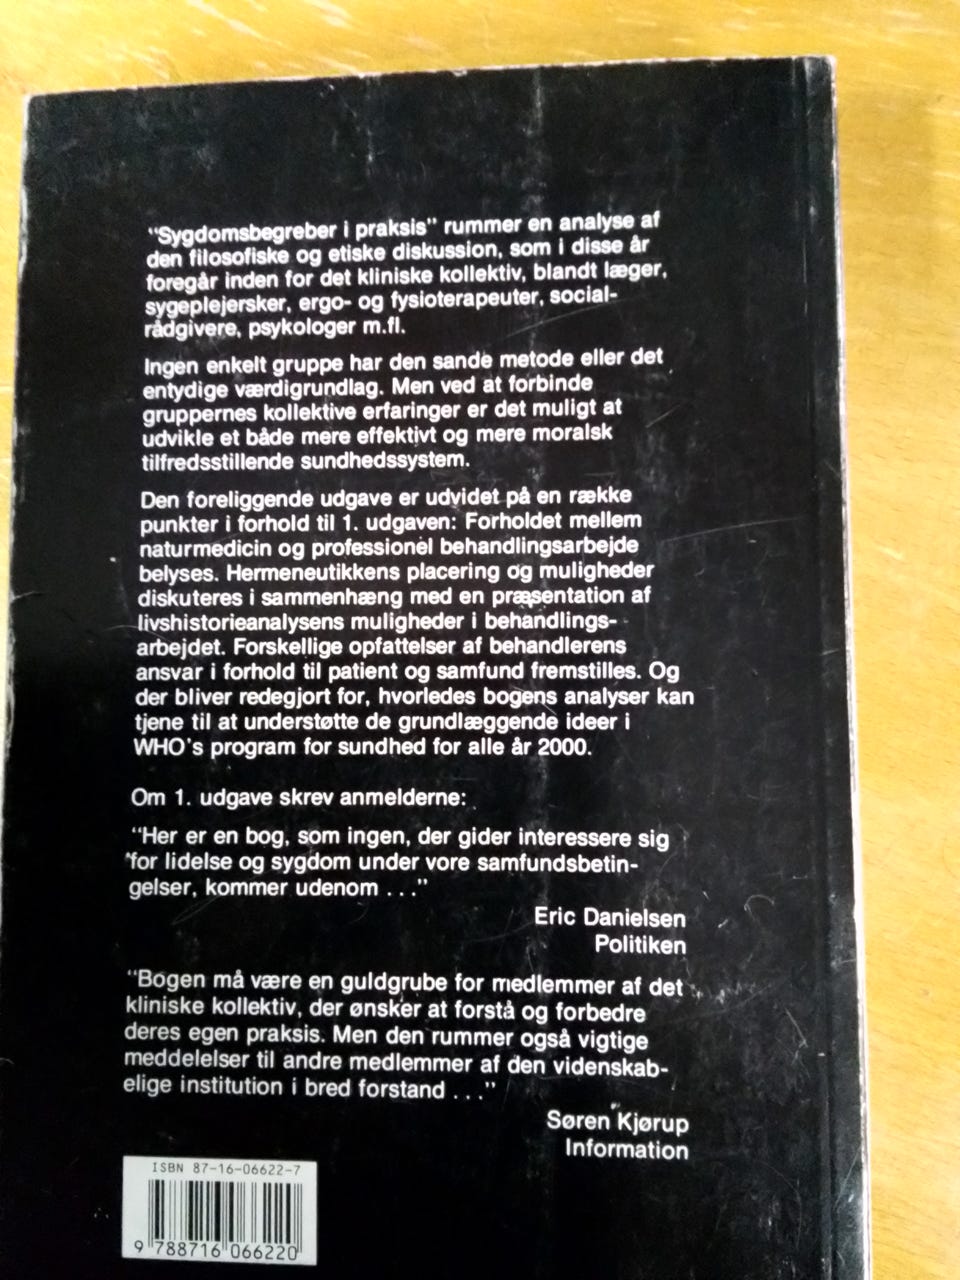 "Sygdomsbegreber i praksis" rummer en analyse af
den filosofiske og etiske diskussion, som i disse år
foregår inden for det kliniske kollektiv, blandt læger,
sygeplejersker, ergo- og fysioterapeuter, social-
rådgivere, psykologer m.fl.
Ingen enkelt gruppe har den sande metode eller det
entydige værdigrundlag. Men ved at forbinde
gruppernes kollektive erfaringer er det muligt at
udvikle et både mere effektivt og mere moralsk
tilfredsstillende sundhedssystem.
Den foreliggende udgave er udvidet på en række
punkter i forhold til 1. udgaven: Forholdet mellem
naturmedicin og professionel behandlingsarbejde
belyses. Hermeneutikkens placering og muligheder
diskuteres i sammenhæng med en præsentation af
livshistorieanalysens muligheder i behandlings-
arbejdet. Forskellige opfattelser af behandlerens
ansvar i forhold til patient og samfund fremstilles. Og
der bliver redegjort for, hvorledes bogens analyser kan
tjene til at understøtte de grundlæggende ideer i
WHO's program for sundhed for alle år 2000.
Om 1. udgave skrev anmelderne:
"Her er en bog, som ingen, der gider interessere sig
for lidelse og sygdom under vore samfundsbetin-
gelser, kommer udenom . . ."
Eric Danielsen
Politiken
"Bogen må være en guldgrube for medlemmer af det
kliniske kollektiv, der ønsker at forstå og forbedre
deres egen praksis. Men den rummer også vigtige
meddelelser til andre medlemmer af den videnskab-
elige institution i bred forstand . . ."
Søren Kjørup
Information
ISBN 87-16-06622-7
9 788716 066220